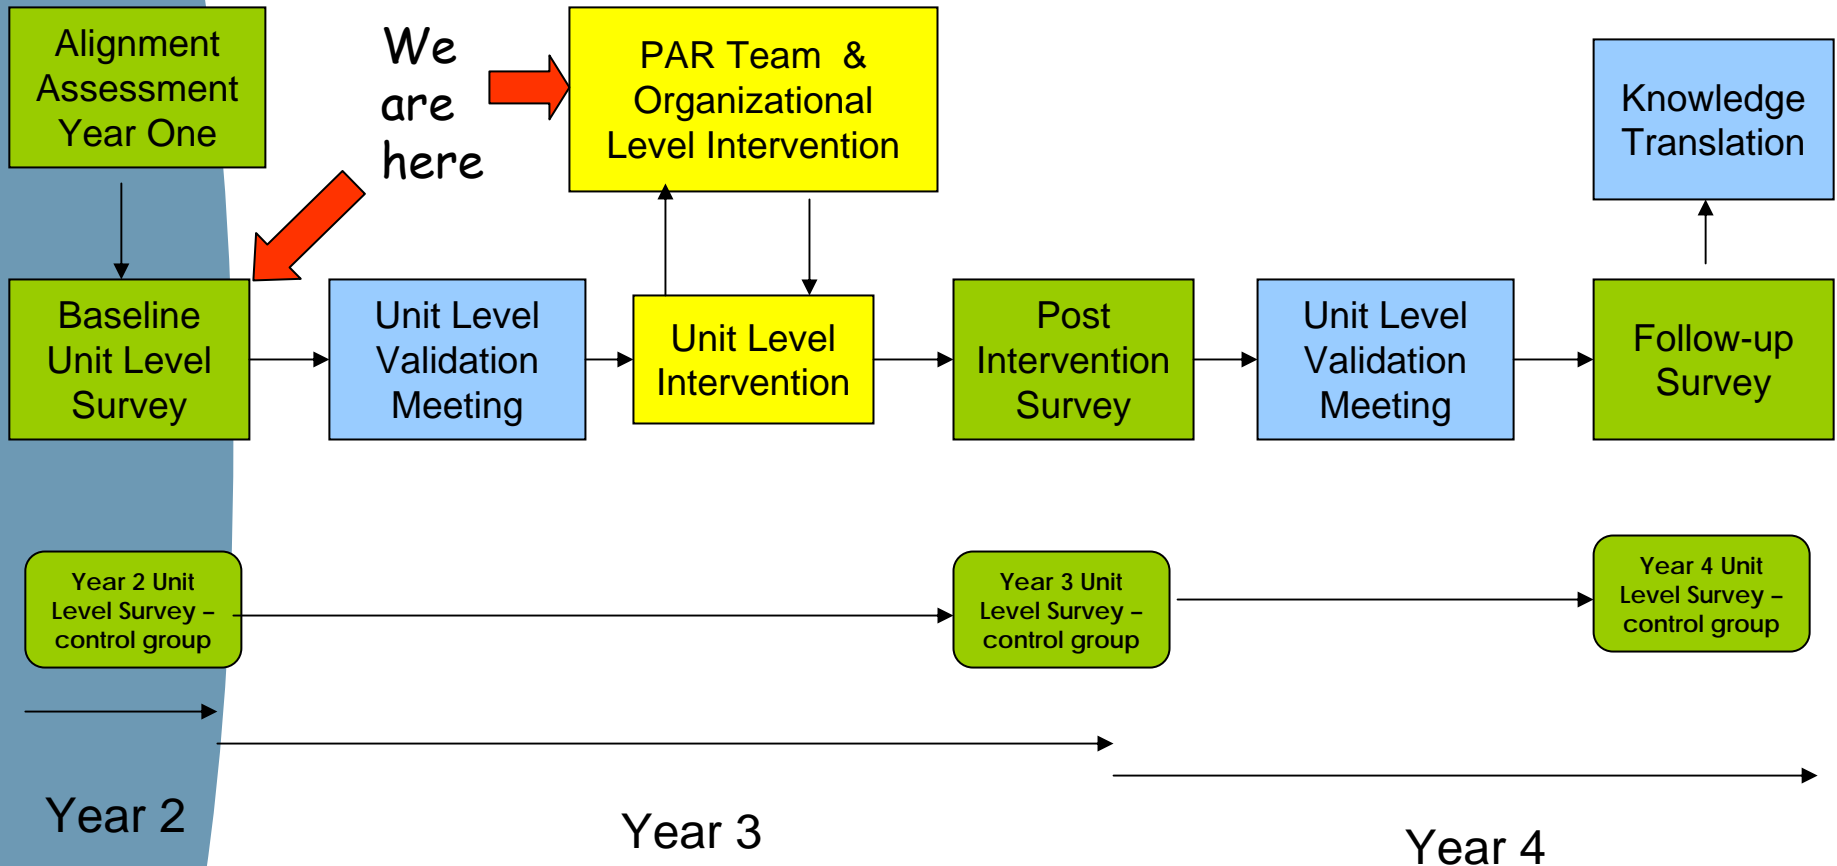 Alignment
Assessment
Year One
We
are
here
PAR Team &
Organizational
Level Intervention
Knowledge
Translation
Baseline
Unit Level
Survey
Unit Level
Validation
Meeting
Unit Level
Intervention
Post
Intervention
Survey
Unit Level
Validation
Meeting
Follow-up
Survey
Year 2 Unit
Level Survey –
control group
Year 3 Unit
Level Survey –
control group
Year 4 Unit
Level Survey –
control group
Year 2
Year 3
Year 4